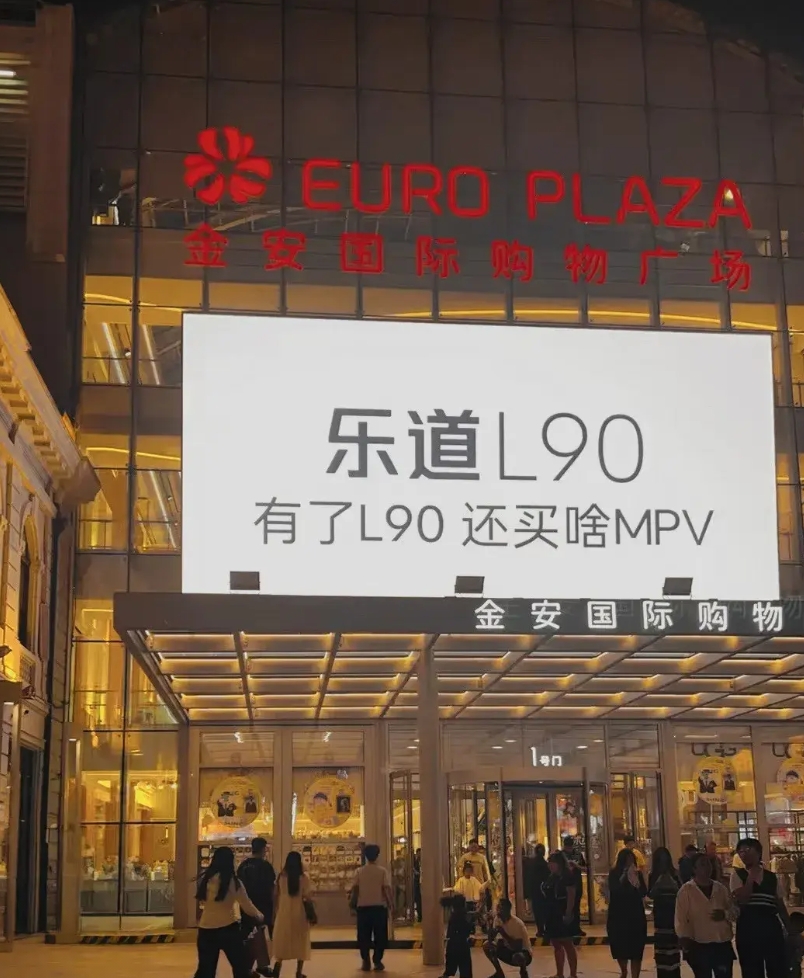 EURO PLAZA
金安国际购物广场
乐道L90
有了L90 还买啥MPV
金安国际购物
1号门
UGG